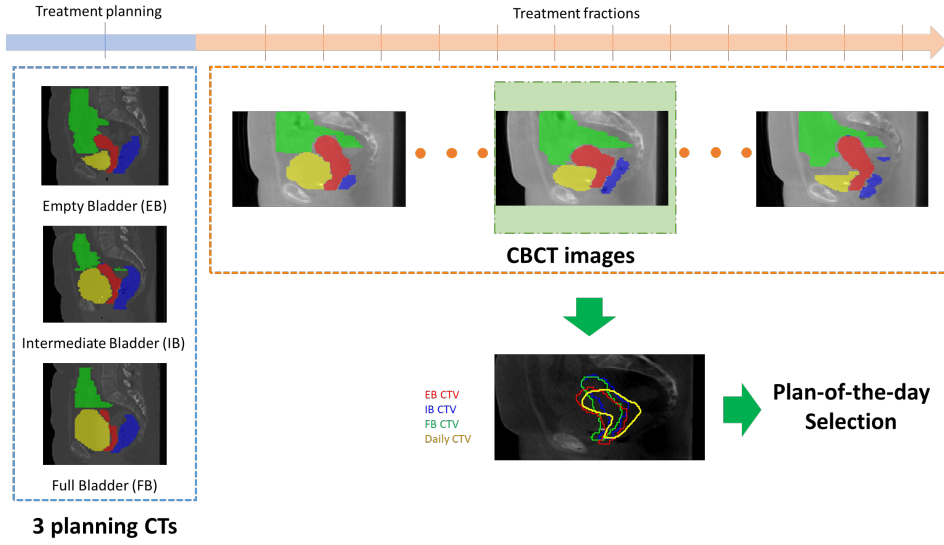 Treatment planning
Treatment fractions
Empty Bladder (EB)
Intermediate Bladder (IB)
Full Bladder (FB)
3 planning CTs
CBCT images
EB CTV
IB CTV
FB CTV
Daily CTV
Plan-of-the-day
Selection